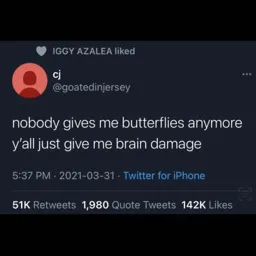 IGGY AZALEA liked
cj
@goatedinjersey
nobody gives me butterflies anymore
y'all just give me brain damage
5:37 PM · 2021-03-31 · Twitter for iPhone
51K Retweets 1,980 Quote Tweets 142K Likes